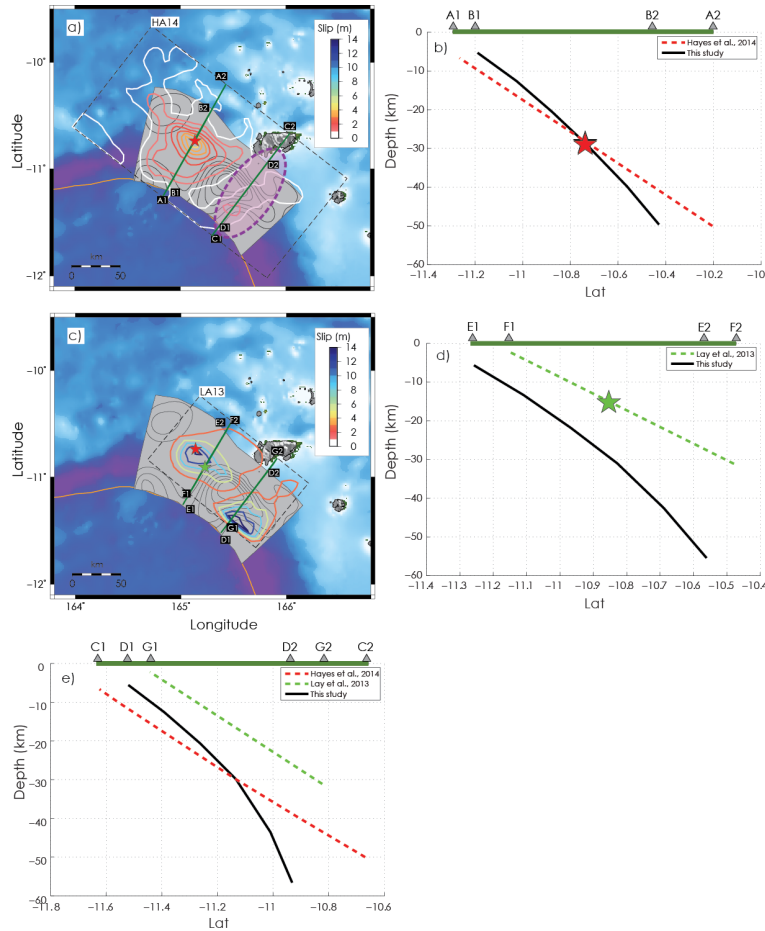 a)
HA14
Slip (m)
14
12
10
8
6
4
2
0
A2
B2
C2
D2
B1
A1
D1
C1
km
0 50
Latitude
−10˚
−11˚
−12˚
A1 B1 B2 A2
b)
Hayes et al., 2014
This study
Depth (km)
0
−10
−20
−30
−40
−50
−60
−11.4 −11.2 −11 −10.8 −10.6 −10.4 −10.2 −10
Lat
c)
LA13
Slip (m)
14
12
10
8
6
4
2
0
E2 F2
G2
D2
F1
E1
G1
D1
km
0 50
Latitude
−10˚
−11˚
−12˚
164˚ 165˚ 166˚
Longitude
E1 F1 E2 F2
d)
Lay et al., 2013
This study
Depth (km)
0
−10
−20
−30
−40
−50
−60
−11.3 −11.2 −11.1 −11 −10.9 −10.8 −10.7 −10.6 −10.5 −10.4
Lat
C1 D1 G1 D2 G2 C2
e)
Hayes et al., 2014
Lay et al., 2013
This study
Depth (km)
0
−10
−20
−30
−40
−50
−60
−11.8 −11.6 −11.4 −11.2 −11 −10.8 −10.6
Lat